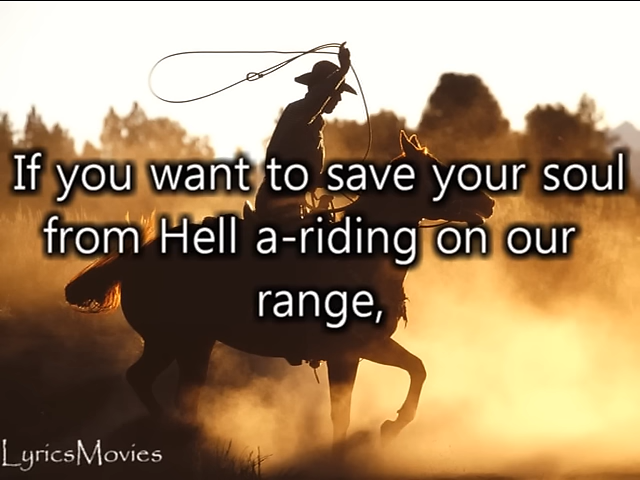 If you want to save your soul
from Hell a-riding on our
range,
LyricsMovies